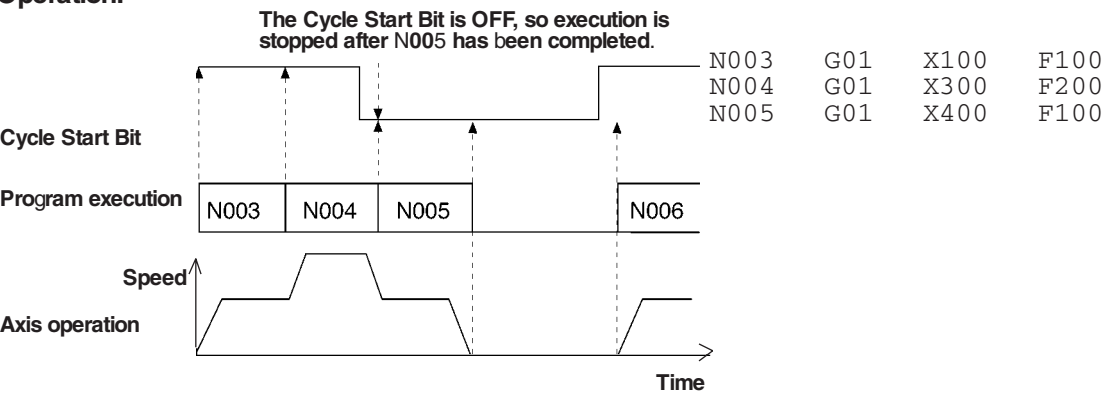 Operation:
The Cycle Start Bit is OFF, so execution is
stopped after N005 has been completed.
N003 G01 X100 F100
N004 G01 X300 F200
N005 G01 X400 F100
Cycle Start Bit
Program execution
N003 N004 N005 N006
Speed
Axis operation
Time